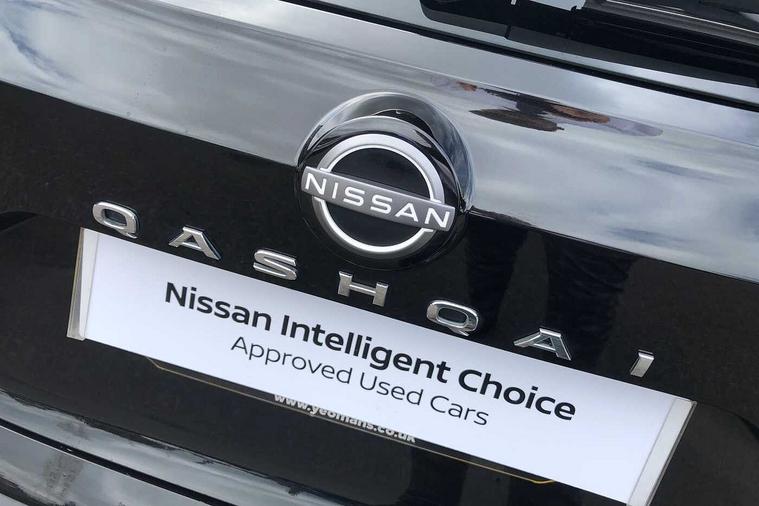 NISSAN
QASHQAI
Nissan Intelligent Choice
Approved Used Cars
www.yeomans.co.uk